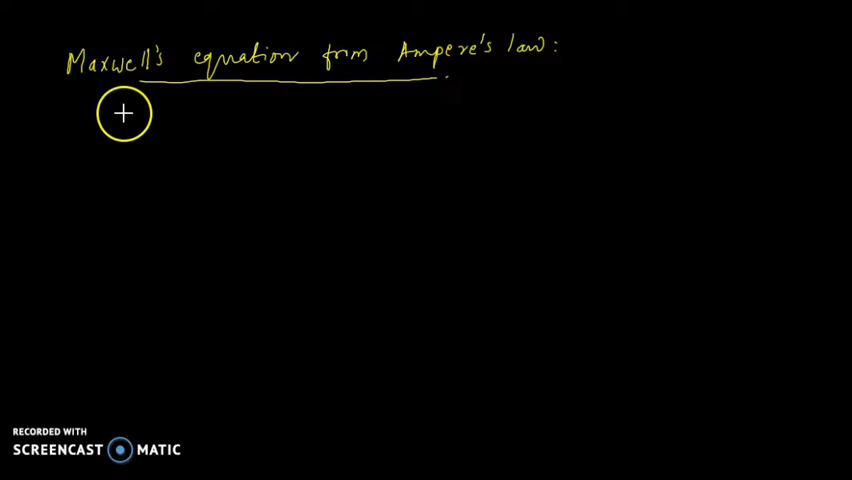 Maxwell's equation from Ampere's law:
RECORDED WITH
SCREENCAST MATIC